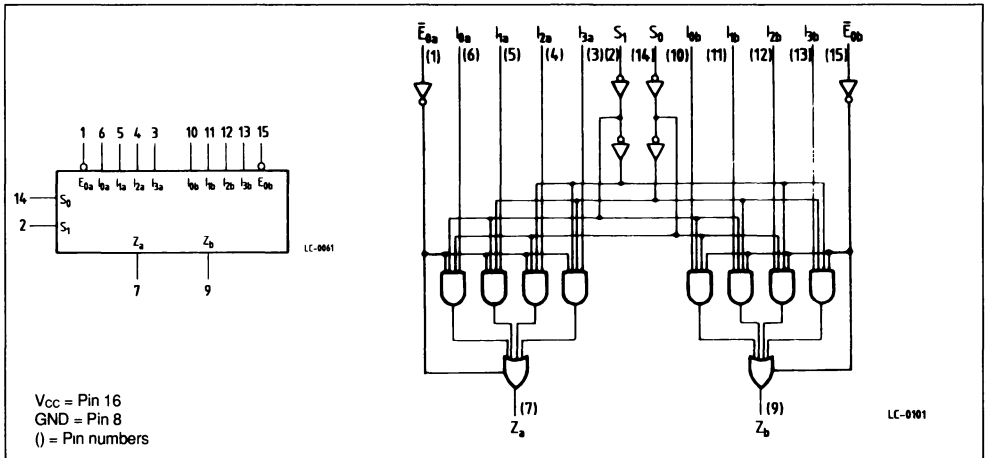 Ē0a I0a I1a I2a I3a S1 S0 I0b I1b I2b I3b Ē0b
(1) (6) (5) (4) (3) (2) (14) (10) (11) (12) (13) (15)
1 6 5 4 3 10 11 12 13 15
E0a I0a I1a I2a I3a I0b I1b I2b I3b E0b
14 S0
2 S1
Za Zb
LC-0061
7 9
(7) (9)
Za Zb
LC-0101
VCC = Pin 16
GND = Pin 8
() = Pin numbers